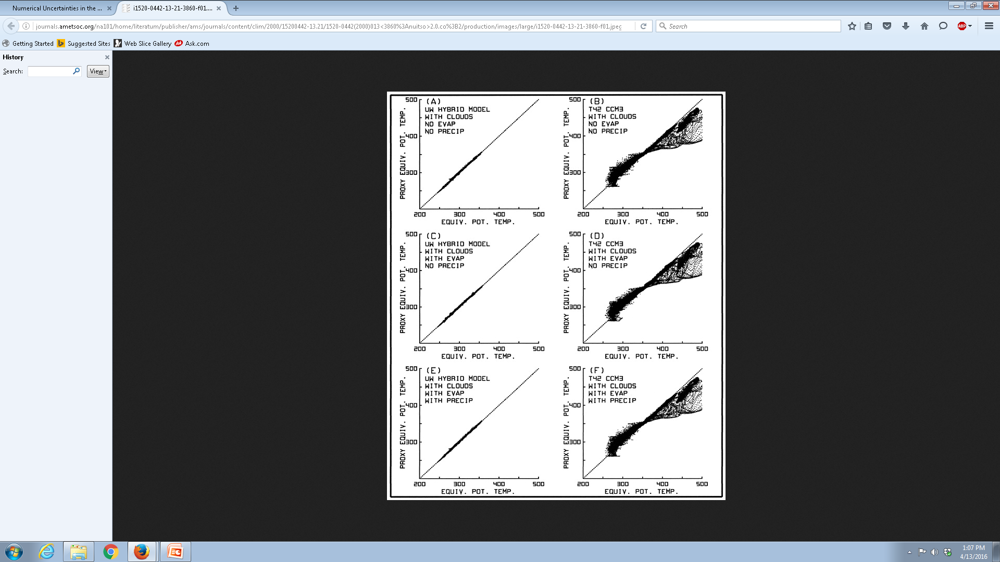 Numerical Uncertainties in the ...
i1520-0442-13-21-3860-f01....
journals.ametsoc.org/na101/home/literatum/publisher/ams/journals/content/clim/2000/15200442-13.21/1520-0442(2000)013<3860%3Anuitso>2.0.co%3B2/production/images/large/i1520-0442-13-21-3860-f01.jpeg
Search
ABP
Getting Started
Suggested Sites
Web Slice Gallery
Ask
Ask.com
History
Search:
View
(A)
UW HYBRID MODEL
WITH CLOUDS
NO EVAP
NO PRECIP
PROXY EQUIV. POT. TEMP.
500
400
300
200 300 400 500
EQUIV. POT. TEMP.
(B)
T42 CCM3
WITH CLOUDS
NO EVAP
NO PRECIP
PROXY EQUIV. POT. TEMP.
500
400
300
200 300 400 500
EQUIV. POT. TEMP.
(C)
UW HYBRID MODEL
WITH CLOUDS
WITH EVAP
NO PRECIP
PROXY EQUIV. POT. TEMP.
500
400
300
200 300 400 500
EQUIV. POT. TEMP.
(D)
T42 CCM3
WITH CLOUDS
WITH EVAP
NO PRECIP
PROXY EQUIV. POT. TEMP.
500
400
300
200 300 400 500
EQUIV. POT. TEMP.
(E)
UW HYBRID MODEL
WITH CLOUDS
WITH EVAP
WITH PRECIP
PROXY EQUIV. POT. TEMP.
500
400
300
200 300 400 500
EQUIV. POT. TEMP.
(F)
T42 CCM3
WITH CLOUDS
WITH EVAP
WITH PRECIP
PROXY EQUIV. POT. TEMP.
500
400
300
200 300 400 500
EQUIV. POT. TEMP.
1:07 PM
4/13/2016